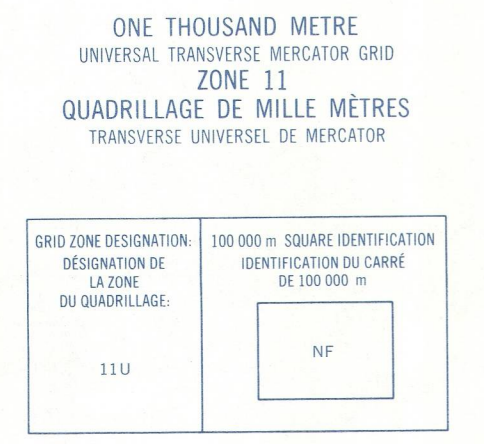 ONE THOUSAND METRE
UNIVERSAL TRANSVERSE MERCATOR GRID
ZONE 11
QUADRILLAGE DE MILLE MÈTRES
TRANSVERSE UNIVERSEL DE MERCATOR
GRID ZONE DESIGNATION:
DÉSIGNATION DE
LA ZONE
DU QUADRILLAGE:
11U
100 000 m SQUARE IDENTIFICATION
IDENTIFICATION DU CARRÉ
DE 100 000 m
NF